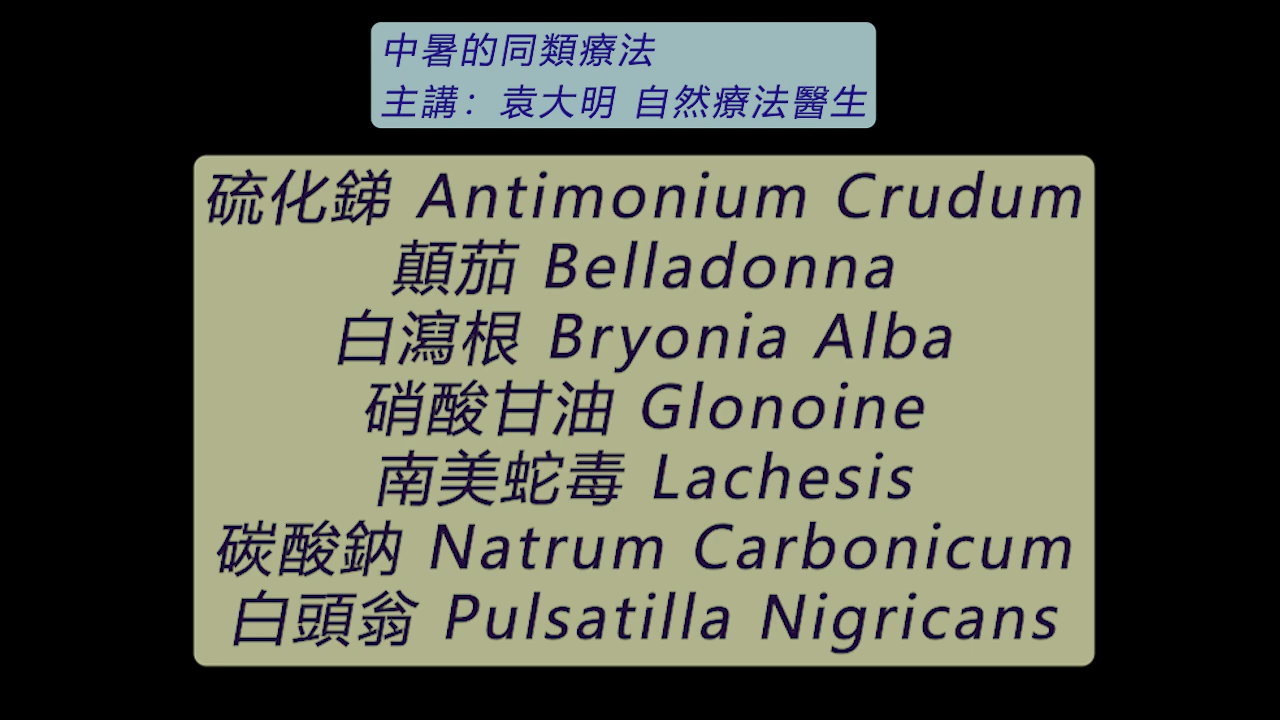 中暑的同類療法
主講：袁大明 自然療法醫生
硫化銻 Antimonium Crudum
顛茄 Belladonna
白瀉根 Bryonia Alba
硝酸甘油 Glonoine
南美蛇毒 Lachesis
碳酸鈉 Natrum Carbonicum
白頭翁 Pulsatilla Nigricans